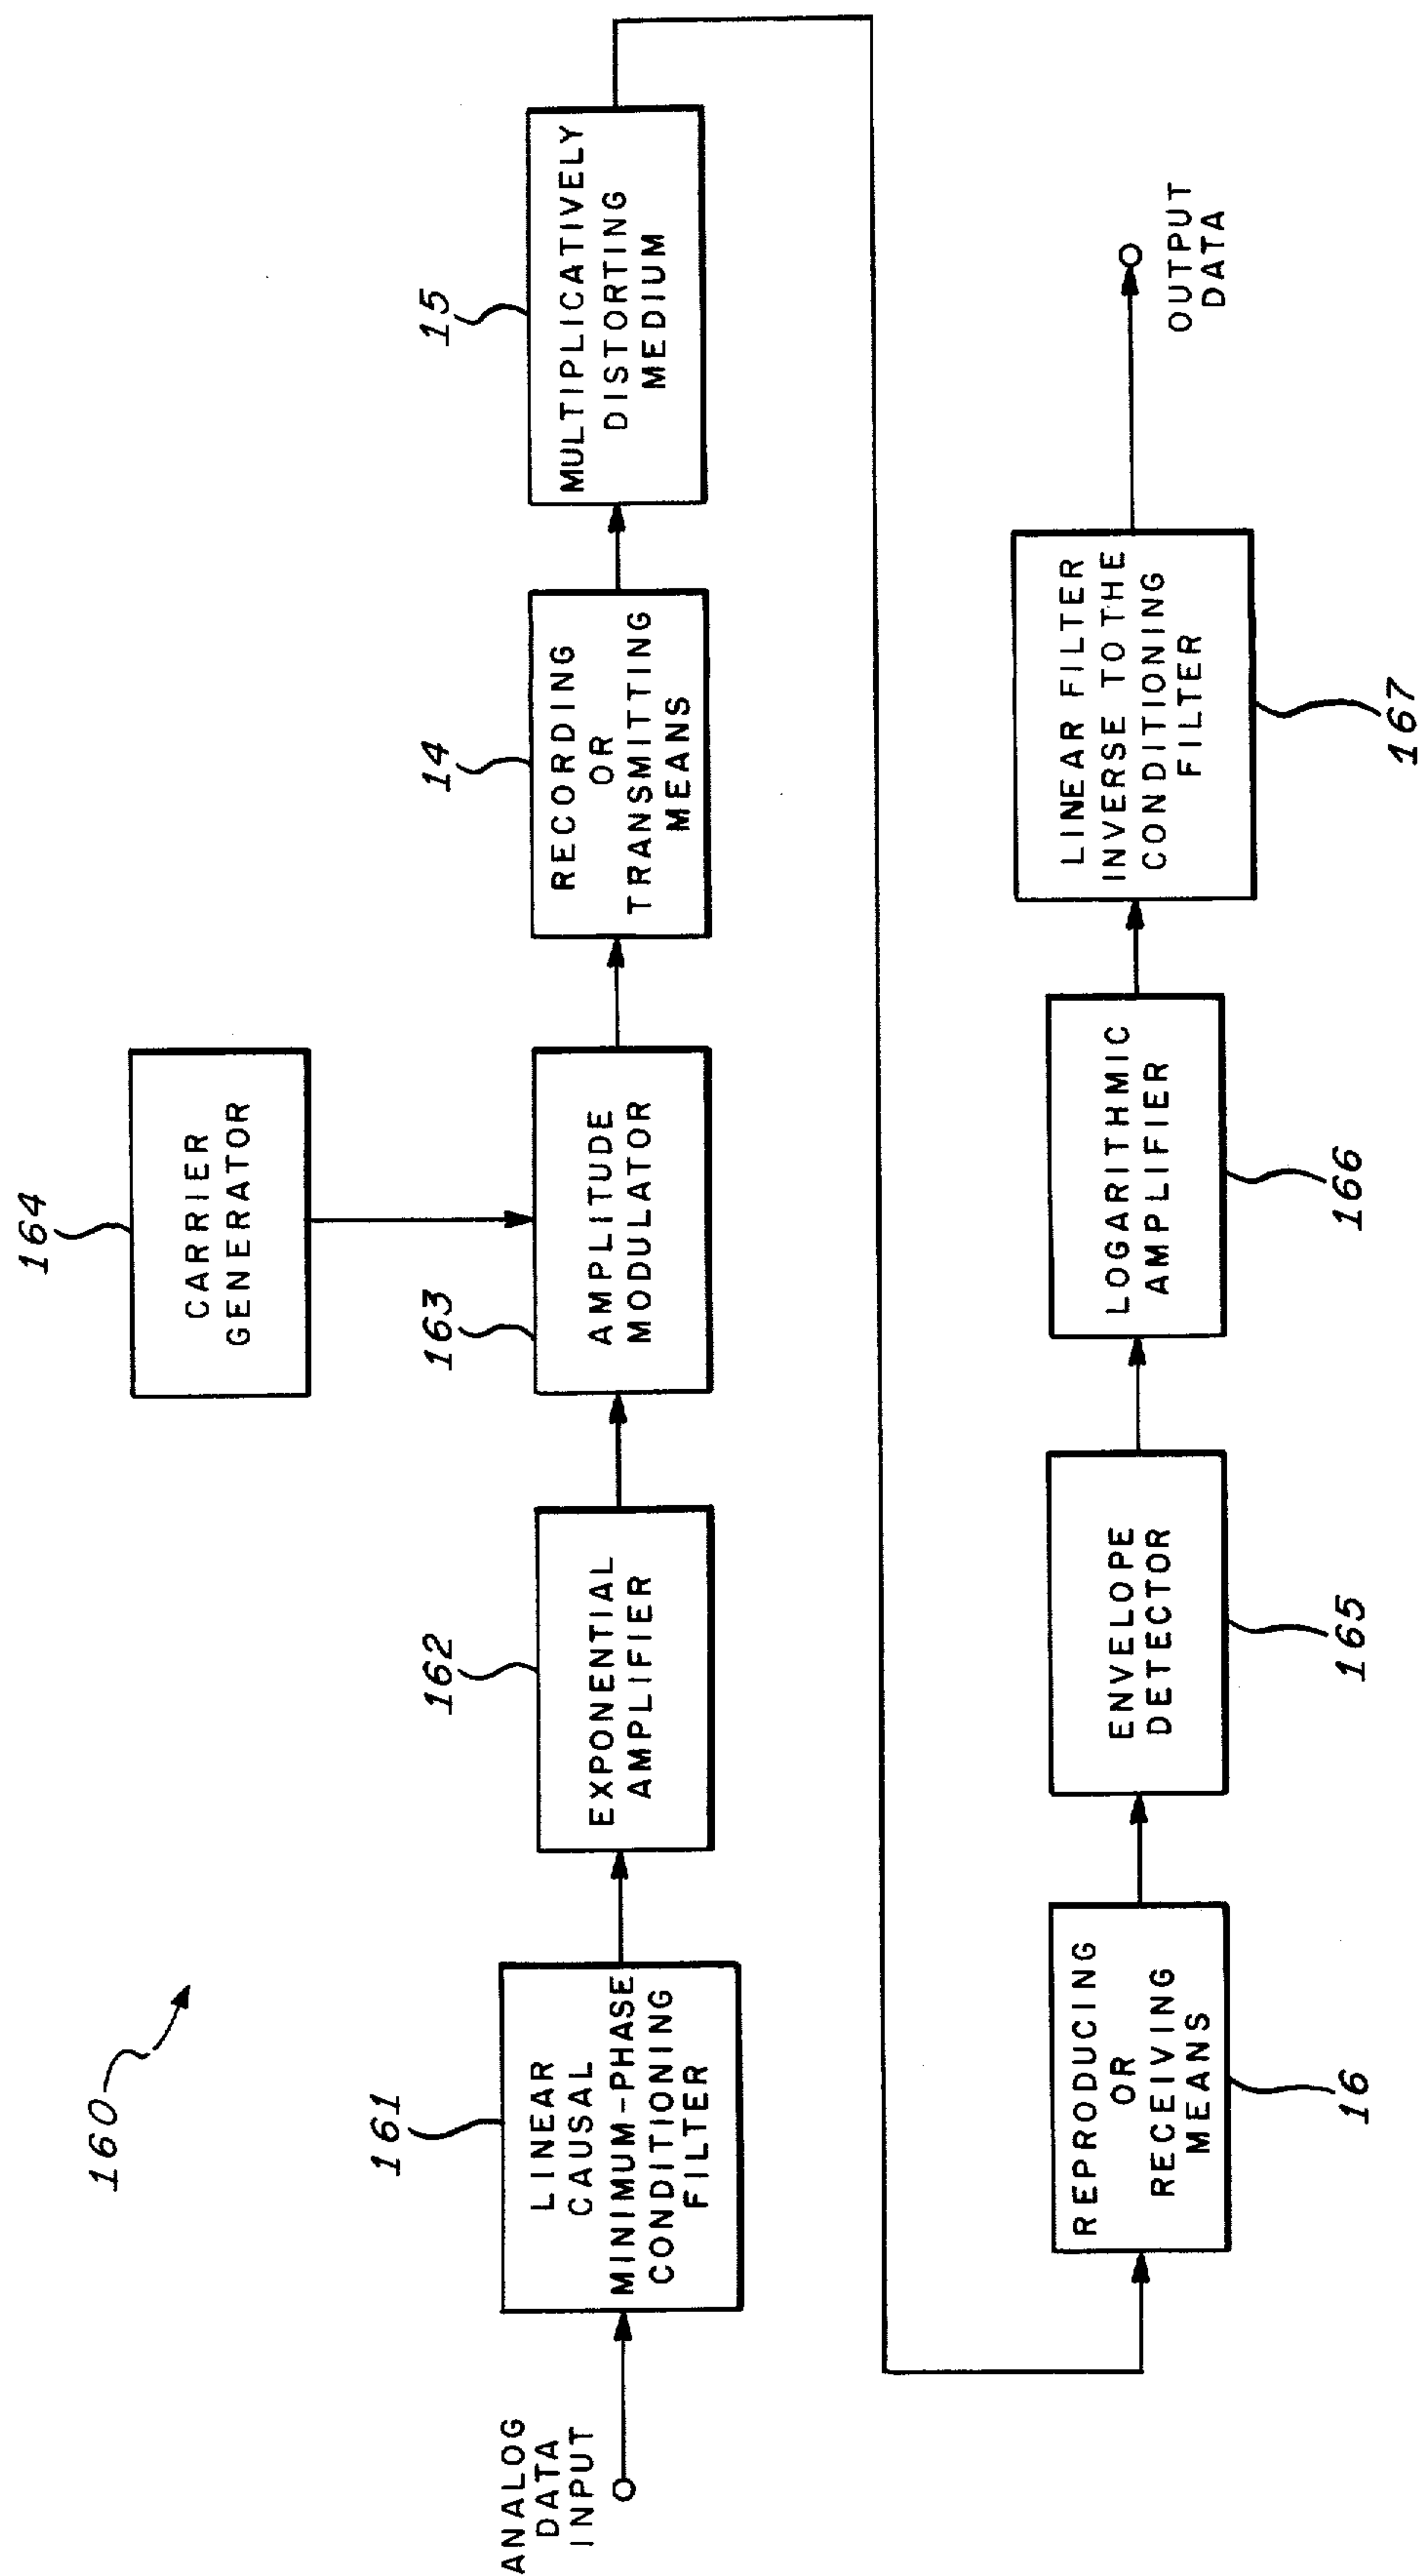 160
164
CARRIER
GENERATOR
ANALOG
DATA
INPUT
161
LINEAR
CAUSAL
MINIMUM-PHASE
CONDITIONING
FILTER
162
EXPONENTIAL
AMPLIFIER
163
AMPLITUDE
MODULATOR
14
RECORDING
OR
TRANSMITTING
MEANS
15
MULTIPLICATIVELY
DISTORTING
MEDIUM
REPRODUCING
OR
RECEIVING
MEANS
16
ENVELOPE
DETECTOR
165
LOGARITHMIC
AMPLIFIER
166
LINEAR FILTER
INVERSE TO THE
CONDITIONING
FILTER
167
OUTPUT
DATA